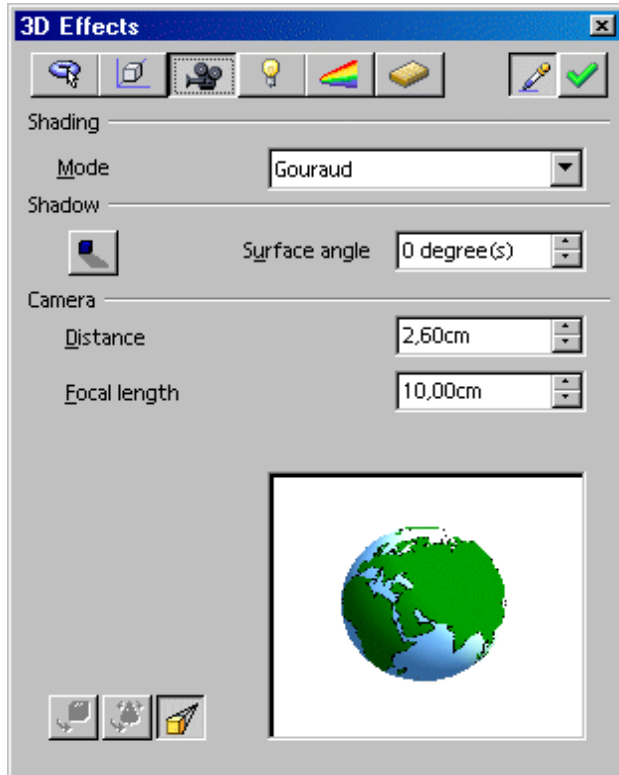 3D Effects
Shading
Mode Gouraud
Shadow
Surface angle 0 degree(s)
Camera
Distance 2,60cm
Focal length 10,00cm